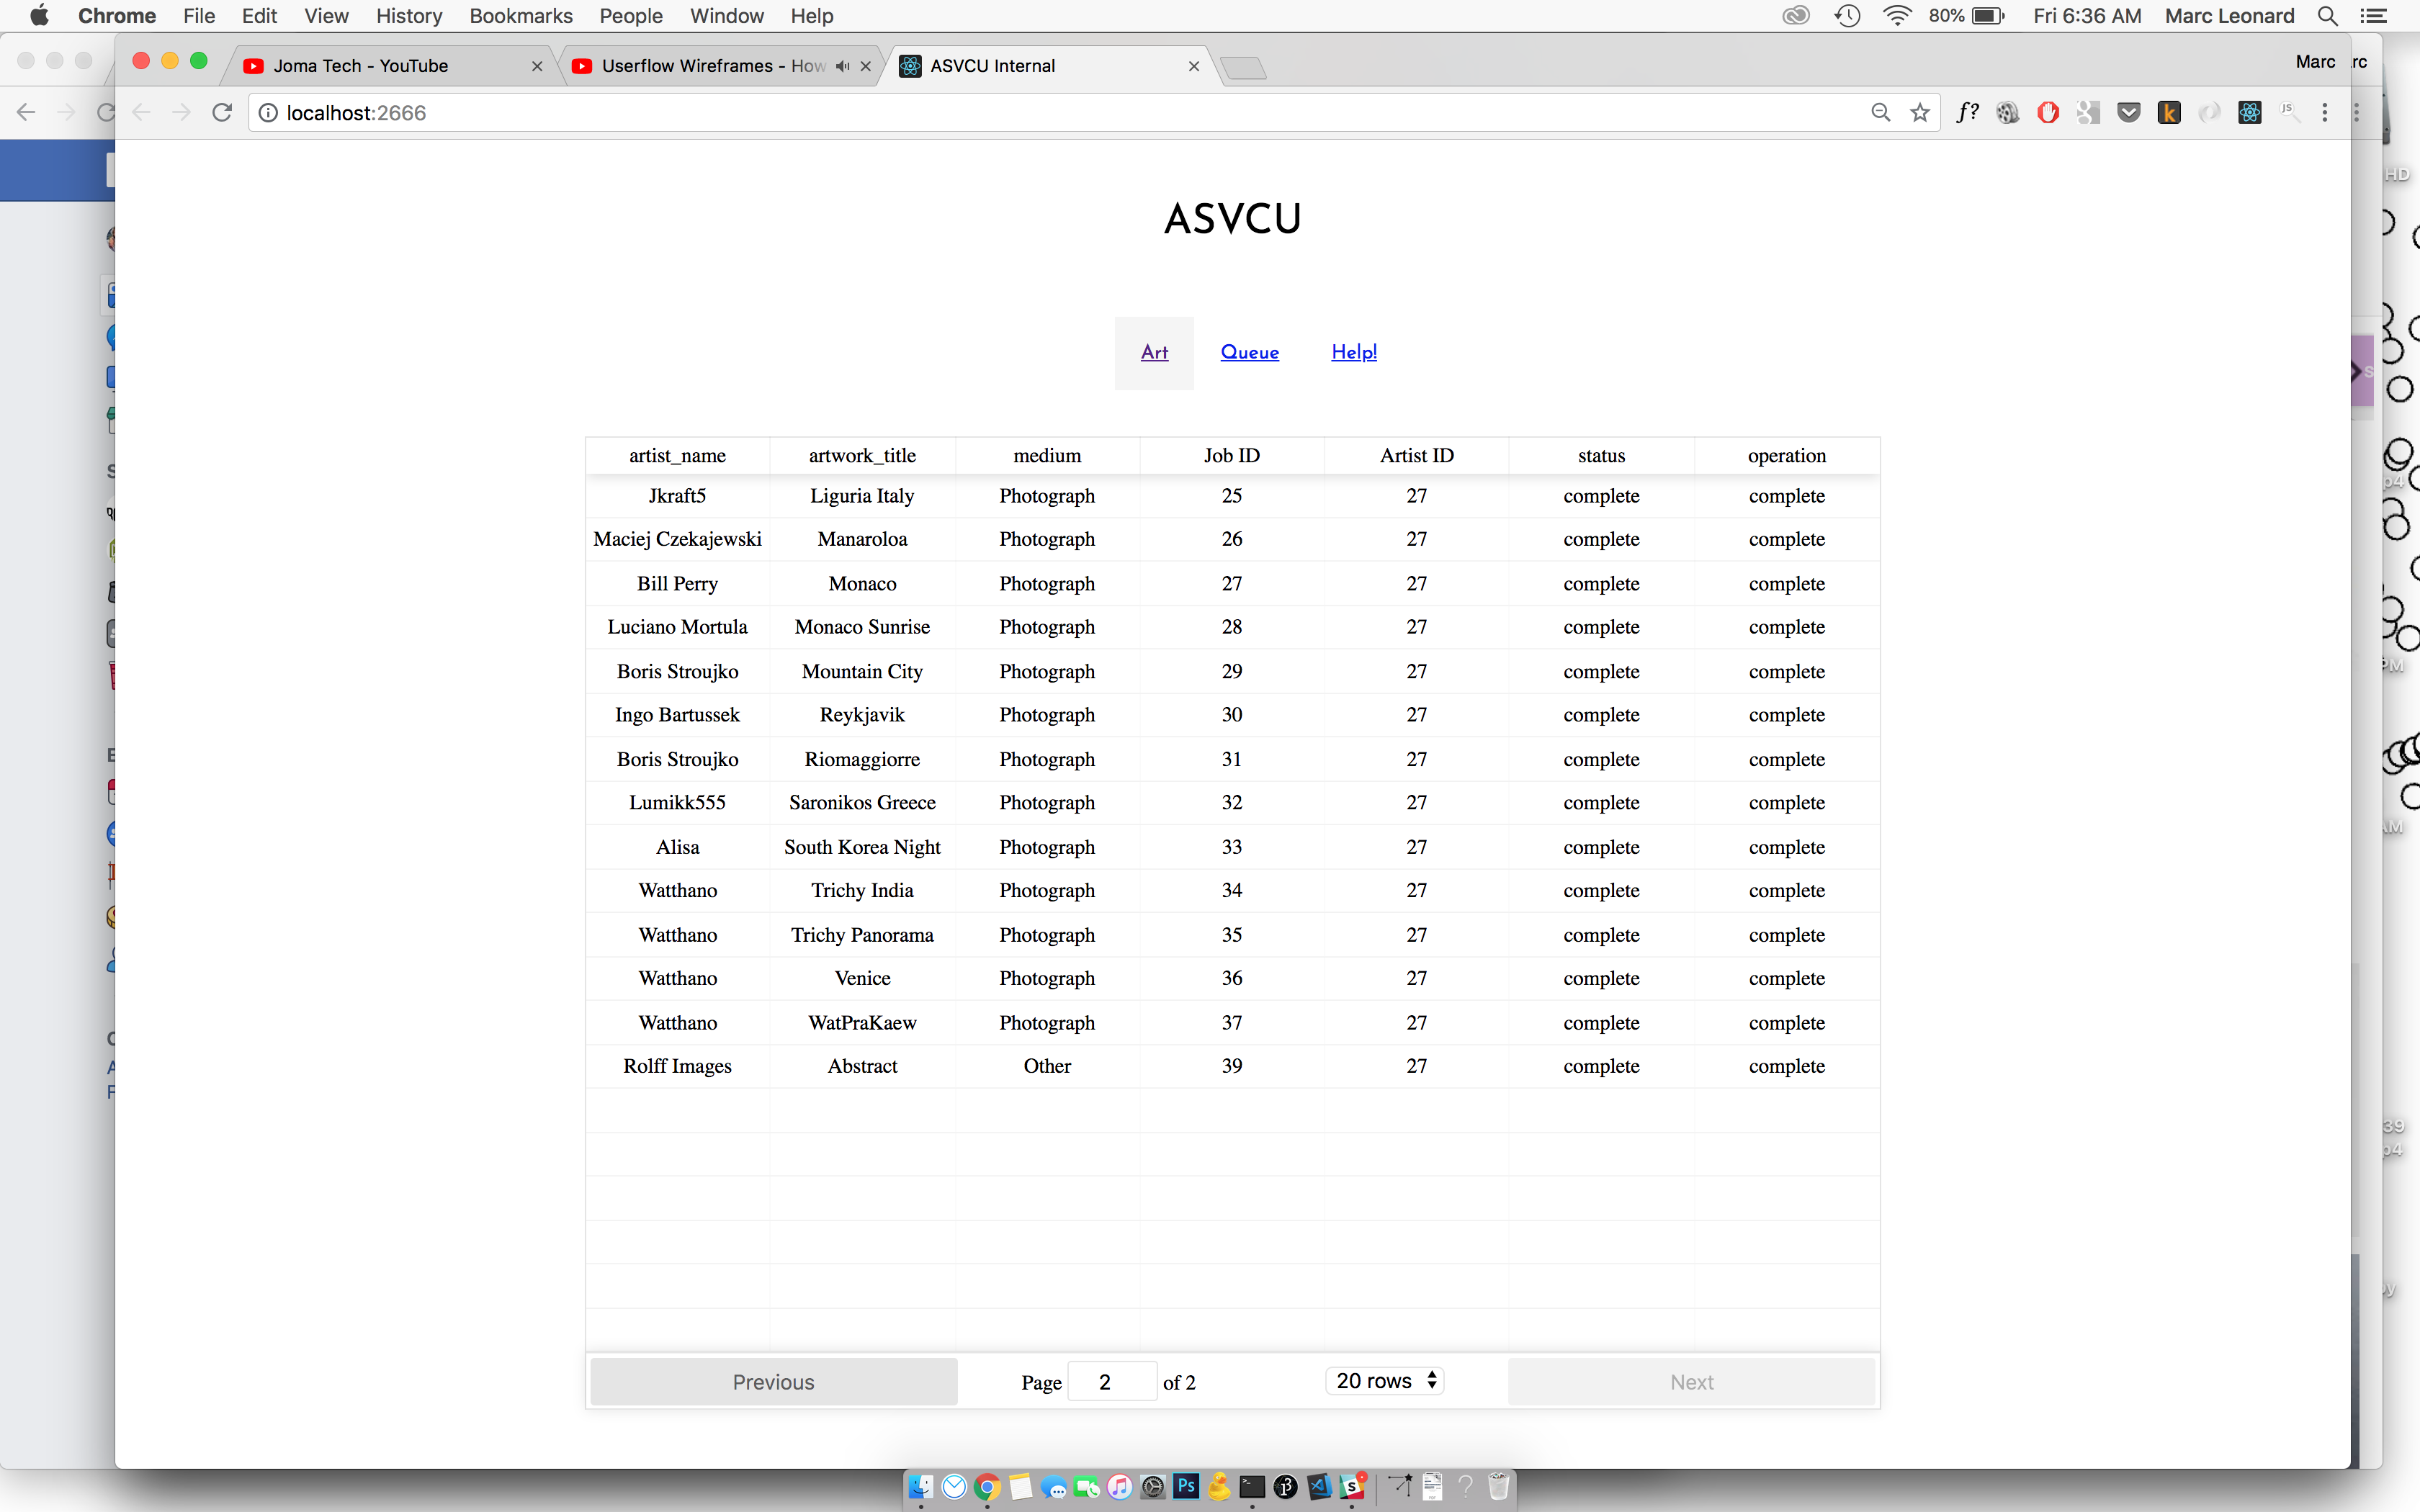 Chrome File Edit View History Bookmarks People Window Help 80% Fri 6:36 AM Marc Leonard
Joma Tech - YouTube Userflow Wireframes - How ASVCU Internal Marc rc
localhost:2666
ASVCU
Art Queue Help!
artist_name artwork_title medium Job ID Artist ID status operation
Jkraft5 Liguria Italy Photograph 25 27 complete complete
Maciej Czekajewski Manaroloa Photograph 26 27 complete complete
Bill Perry Monaco Photograph 27 27 complete complete
Luciano Mortula Monaco Sunrise Photograph 28 27 complete complete
Boris Stroujko Mountain City Photograph 29 27 complete complete
Ingo Bartussek Reykjavik Photograph 30 27 complete complete
Boris Stroujko Riomaggiorre Photograph 31 27 complete complete
Lumikk555 Saronikos Greece Photograph 32 27 complete complete
Alisa South Korea Night Photograph 33 27 complete complete
Watthano Trichy India Photograph 34 27 complete complete
Watthano Trichy Panorama Photograph 35 27 complete complete
Watthano Venice Photograph 36 27 complete complete
Watthano WatPraKaew Photograph 37 27 complete complete
Rolff Images Abstract Other 39 27 complete complete
Previous Page 2 of 2 20 rows Next
HD
p4
PM
AM
39
p4